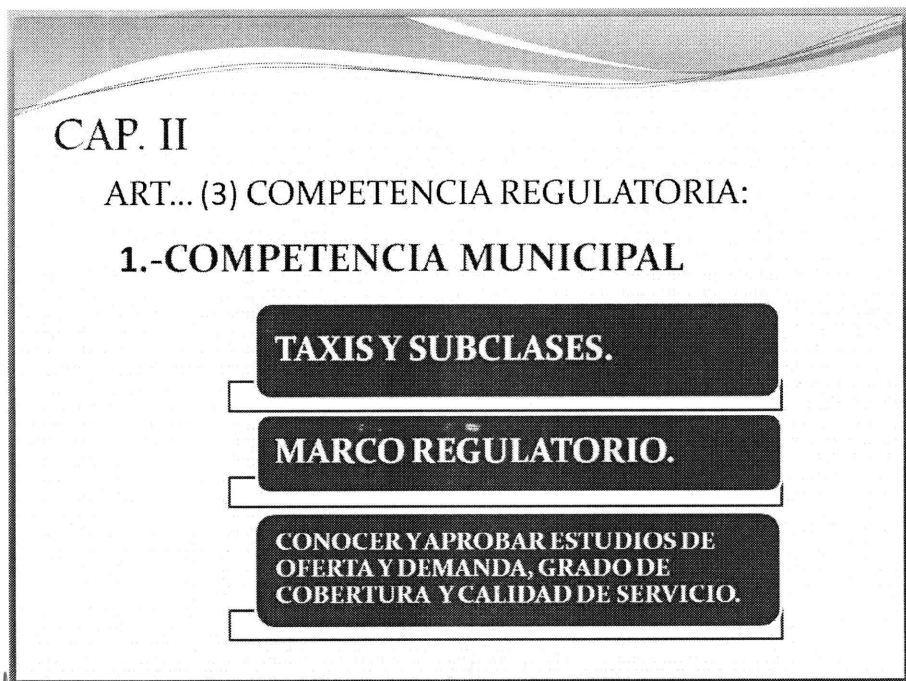 CAP. II
ART... (3) COMPETENCIA REGULATORIA:
1.-COMPETENCIA MUNICIPAL
TAXIS Y SUBCLASES.
MARCO REGULATORIO.
CONOCER Y APROBAR ESTUDIOS DE
OFERTA Y DEMANDA, GRADO DE
COBERTURA Y CALIDAD DE SERVICIO.